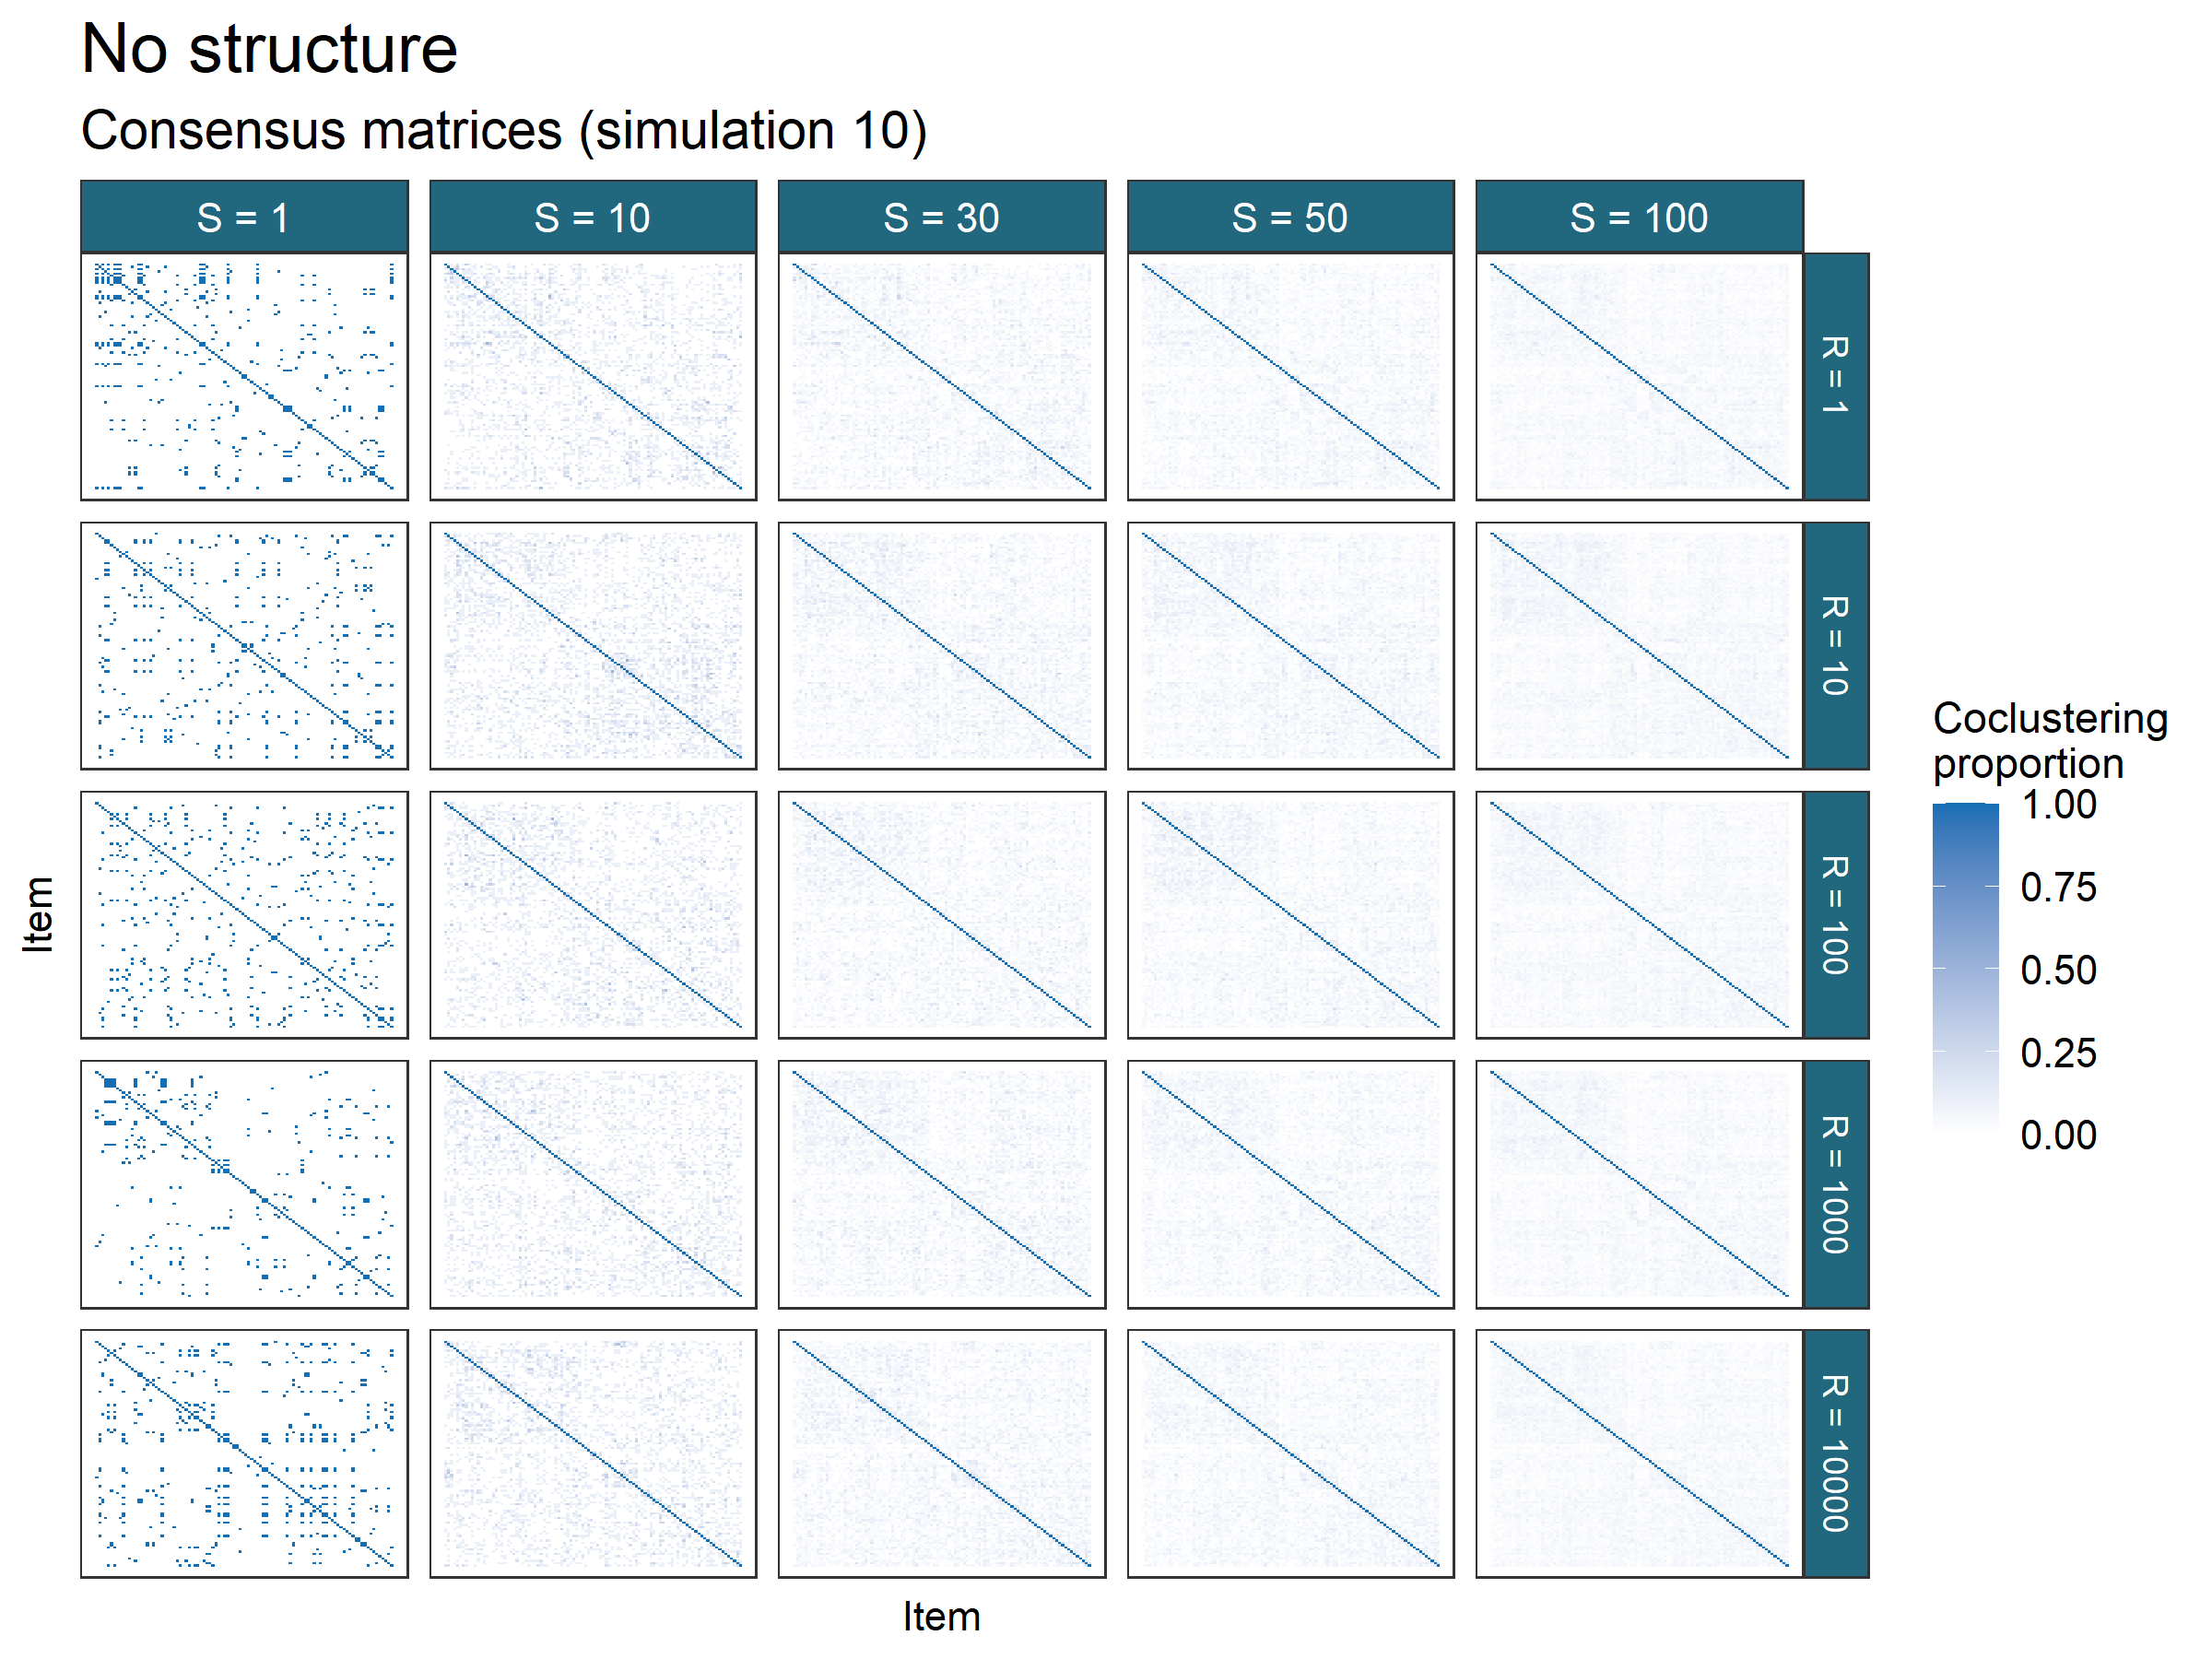 No structure
Consensus matrices (simulation 10)
S = 1
S = 10
S = 30
S = 50
S = 100
R = 1
R = 10
R = 100
R = 1000
R = 10000
Item
Item
Coclustering
proportion
1.00
0.75
0.50
0.25
0.00